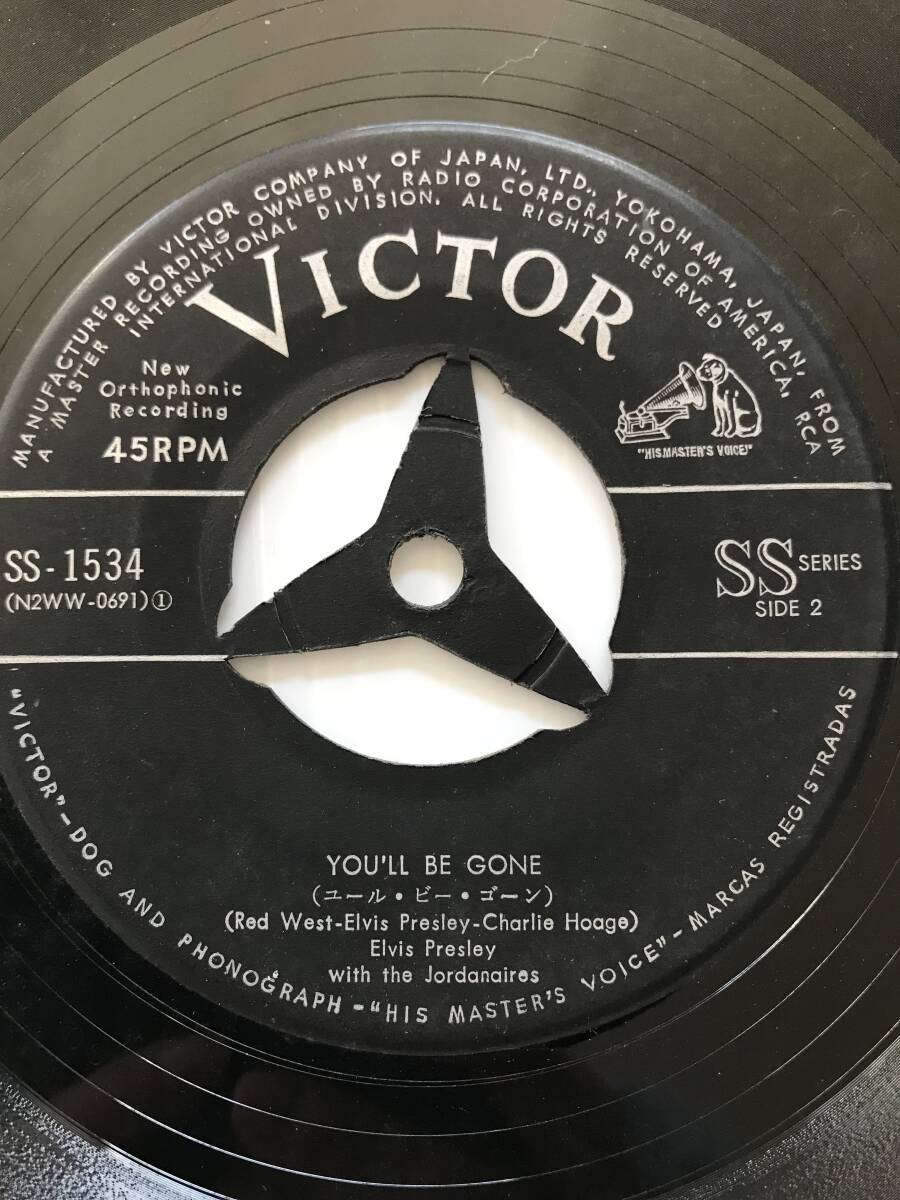 MANUFACTURED BY VICTOR COMPANY OF JAPAN, LTD., YOKOHAMA, JAPAN, FROM
A MASTER RECORDING OWNED BY RADIO CORPORATION OF AMERICA, RCA
INTERNATIONAL DIVISION. ALL RIGHTS RESERVED
VICTOR
New
Orthophonic
Recording
45RPM
"HIS MASTER'S VOICE"
SS-1534
(N2WW-0691)①
SS SERIES
SIDE 2
YOU'LL BE GONE
(ユール・ビー・ゴーン)
(Red West-Elvis Presley-Charlie Hoage)
Elvis Presley
with the Jordanaires
"VICTOR"-DOG AND PHONOGRAPH-"HIS MASTER'S VOICE"-MARCAS REGISTRADAS